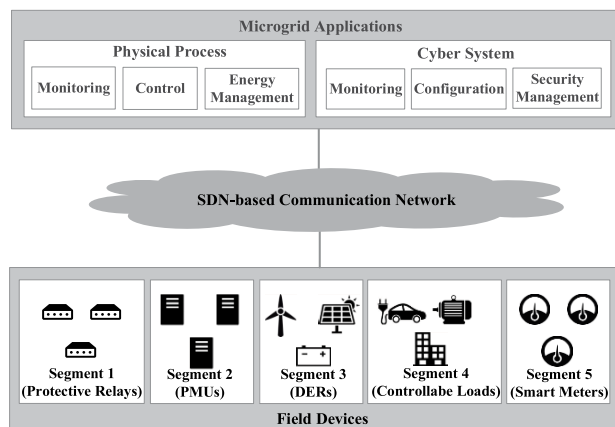 Microgrid Applications
Physical Process
Monitoring
Control
Energy
Management
Cyber System
Monitoring
Configuration
Security
Management
SDN-based Communication Network
Segment 1
(Protective Relays)
Segment 2
(PMUs)
Segment 3
(DERs)
Segment 4
(Controllabe Loads)
Segment 5
(Smart Meters)
Field Devices